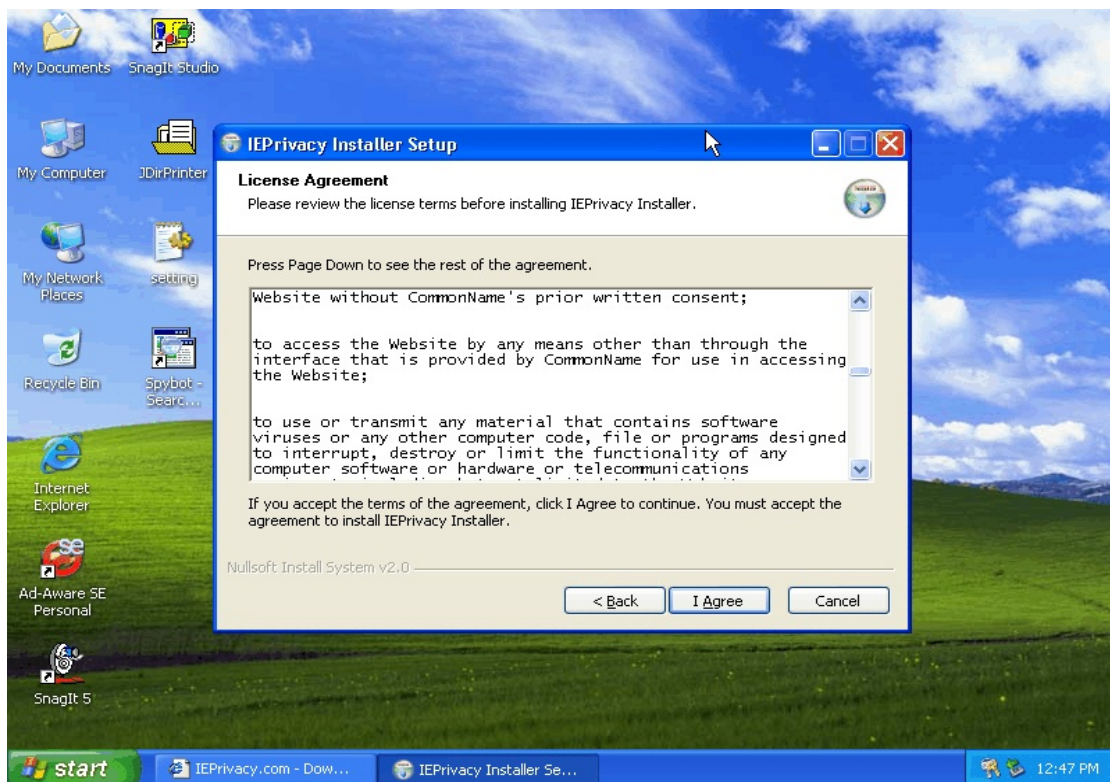 My Documents
SnagIt Studio
My Computer
JDirPrinter
My Network
Places
setting
Recycle Bin
Spybot -
Searc...
Internet
Explorer
Ad-Aware SE
Personal
SnagIt 5
IEPrivacy Installer Setup
License Agreement
Please review the license terms before installing IEPrivacy Installer.
Press Page Down to see the rest of the agreement.
Website without CommonName's prior written consent;
to access the Website by any means other than through the
interface that is provided by CommonName for use in accessing
the Website;
to use or transmit any material that contains software
viruses or any other computer code, file or programs designed
to interrupt, destroy or limit the functionality of any
computer software or hardware or telecommunications
If you accept the terms of the agreement, click I Agree to continue. You must accept the
agreement to install IEPrivacy Installer.
Nullsoft Install System v2.0
< Back
I Agree
Cancel
start
IEPrivacy.com - Dow...
IEPrivacy Installer Se...
12:47 PM